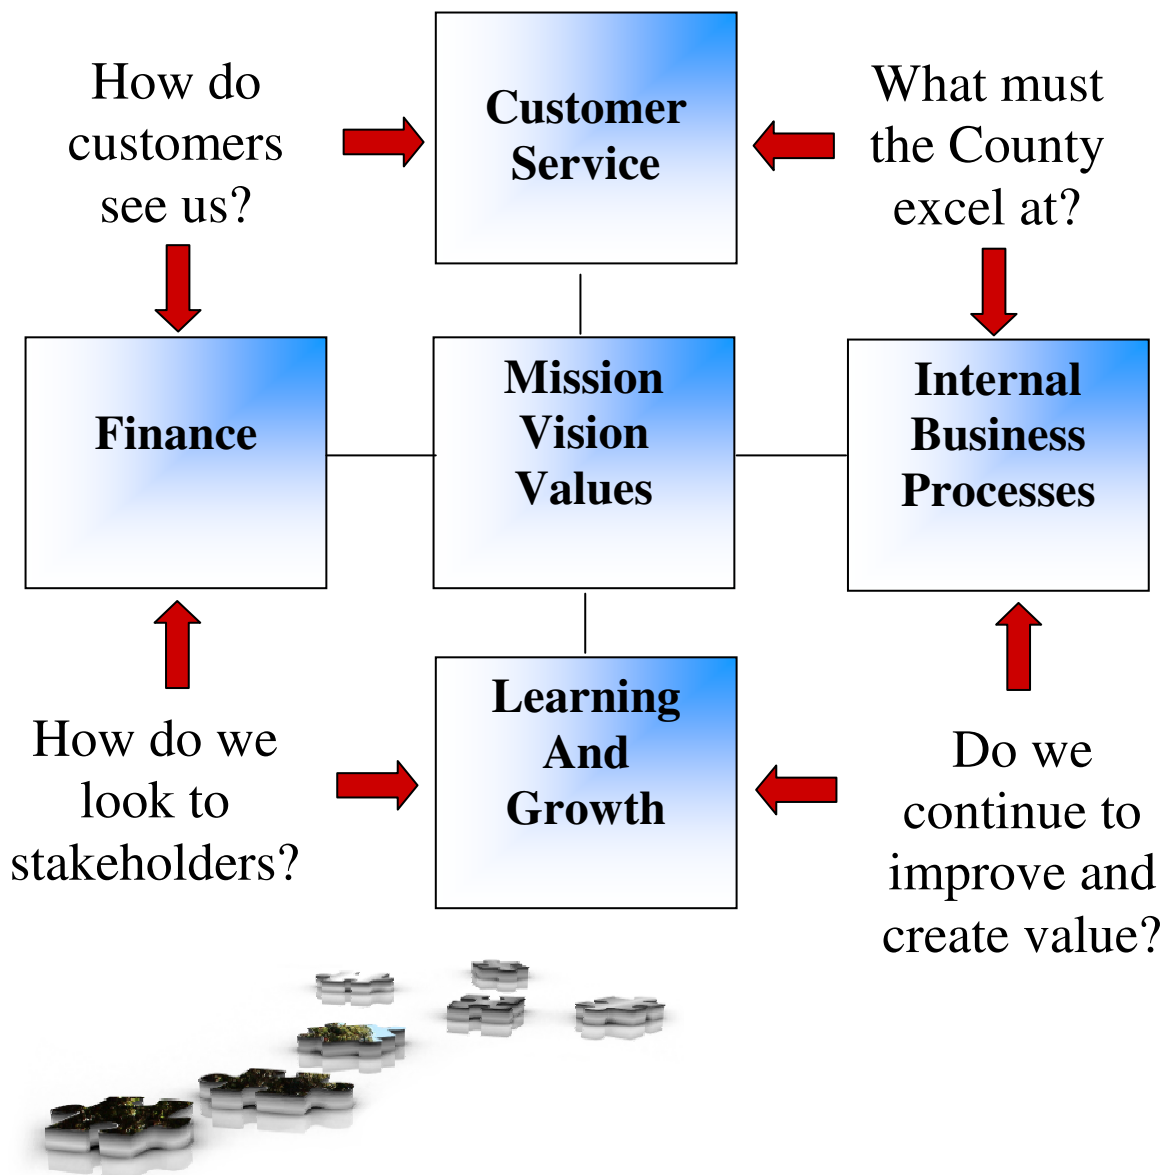 How do
customers
see us?
Customer
Service
What must
the County
excel at?
Finance
Mission
Vision
Values
Internal
Business
Processes
How do we
look to
stakeholders?
Learning
And
Growth
Do we
continue to
improve and
create value?